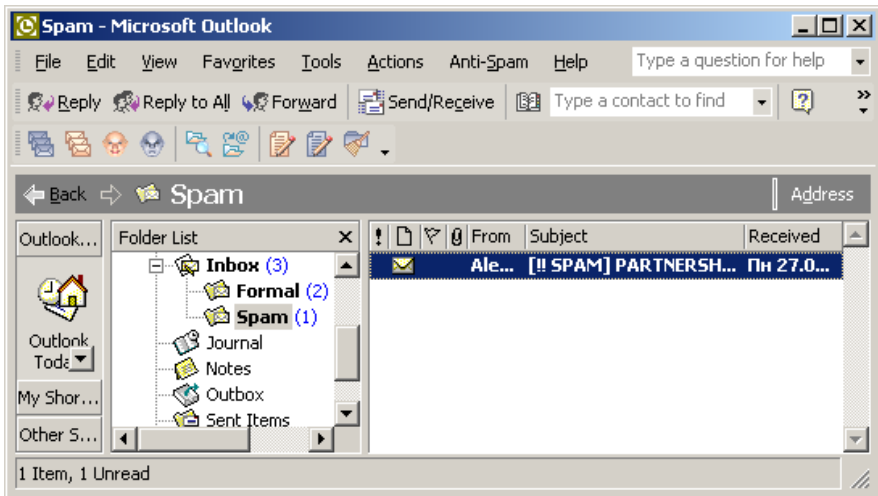 Spam - Microsoft Outlook
File Edit View Favorites Tools Actions Anti-Spam Help Type a question for help
Reply Reply to All Forward Send/Receive Type a contact to find
Back Spam Address
Outlook... Folder List ! From Subject Received
Inbox (3) Ale... [!! SPAM] PARTNERSH... Пн 27.0...
Formal (2)
Spam (1)
Outlook Journal
Toda Notes
My Shor... Outbox
Sent Items
Other S...
1 Item, 1 Unread